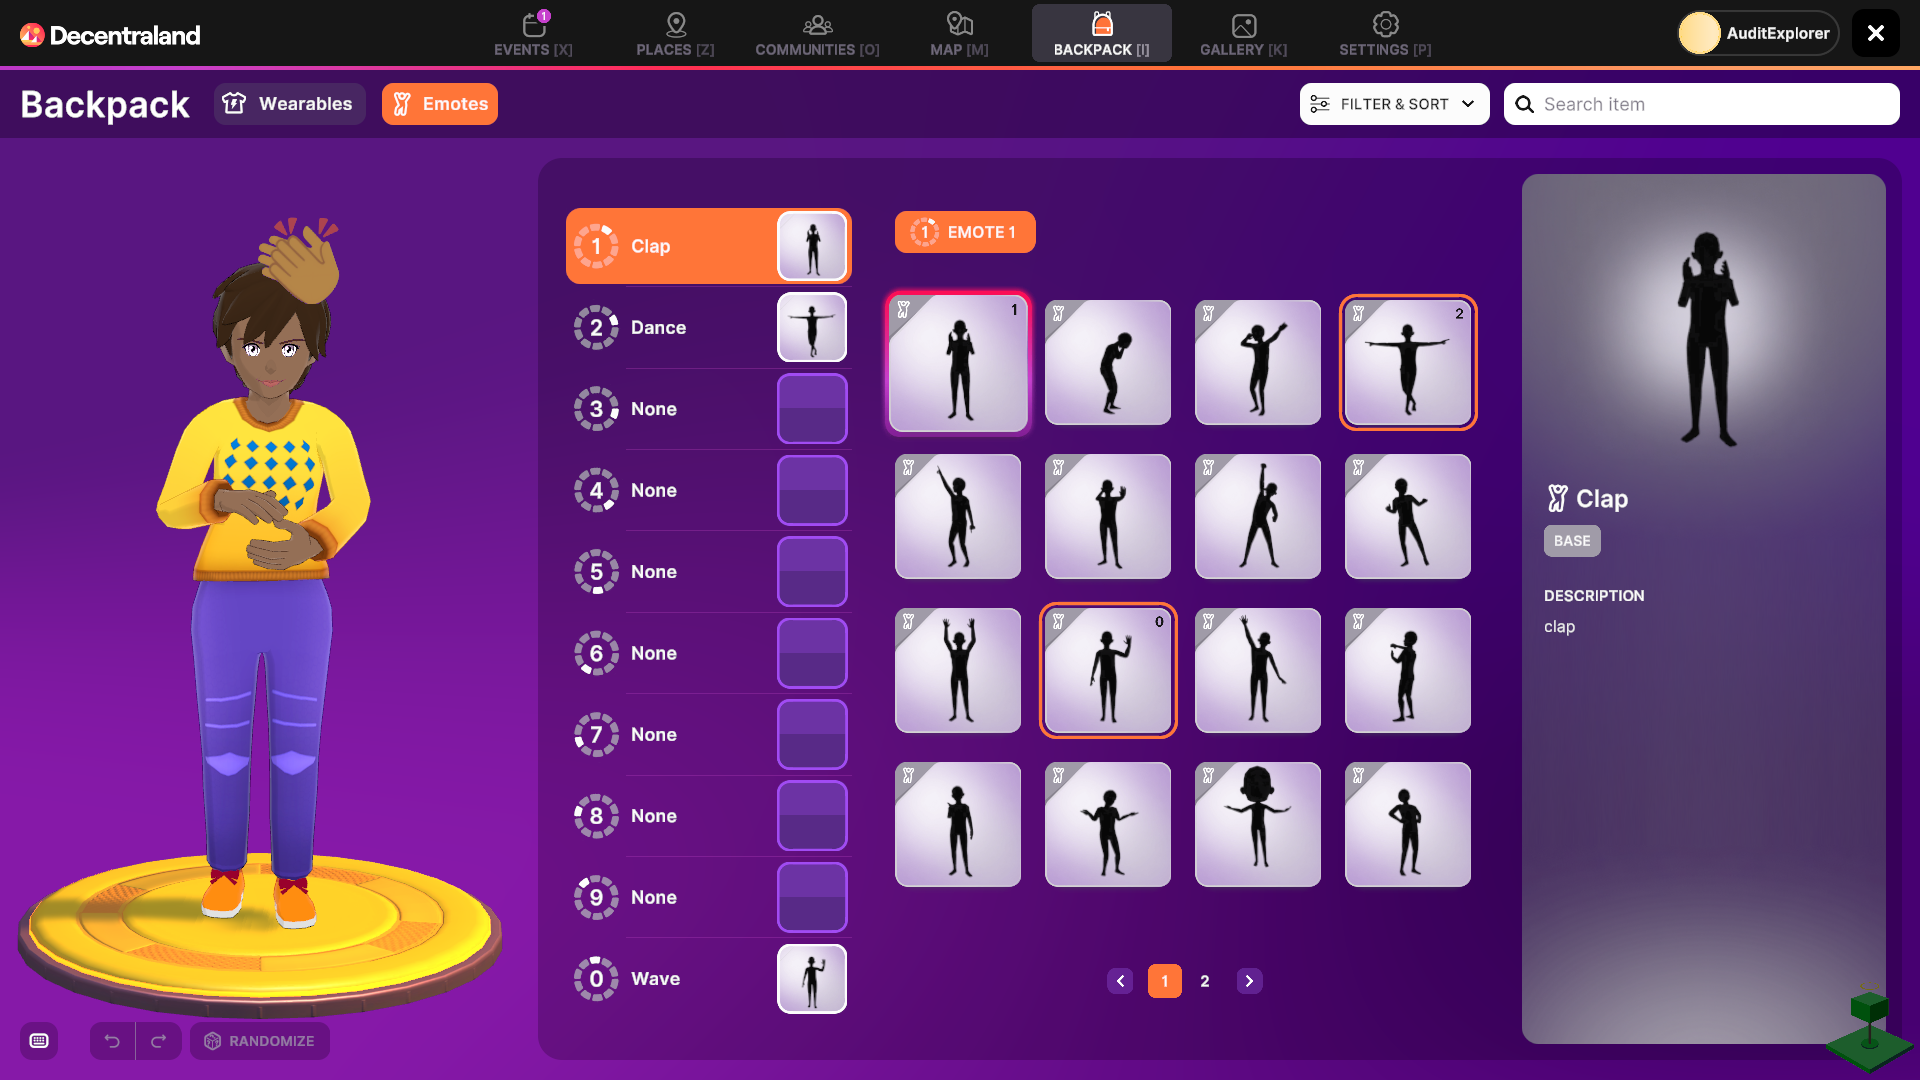 Decentraland
1
EVENTS [X]
PLACES [Z]
COMMUNITIES [O]
MAP [M]
BACKPACK [I]
GALLERY [K]
SETTINGS [P]
AuditExplorer
Backpack
Wearables
Emotes
FILTER & SORT
Search item
1 Clap
2 Dance
3 None
4 None
5 None
6 None
7 None
8 None
9 None
0 Wave
1 EMOTE 1
1
2
0
1
2
Clap
BASE
DESCRIPTION
clap
RANDOMIZE